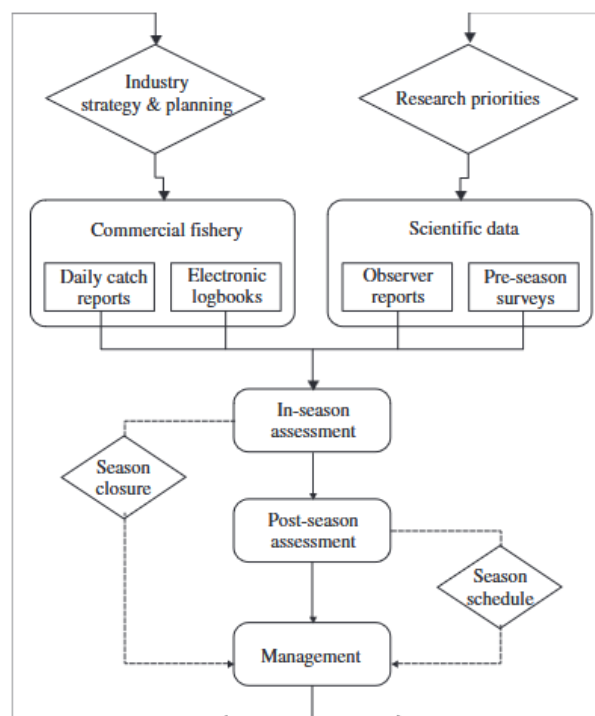 Industry
strategy & planning
Research priorities
Commercial fishery
Daily catch
reports
Electronic
logbooks
Scientific data
Observer
reports
Pre-season
surveys
In-season
assessment
Season
closure
Post-season
assessment
Season
schedule
Management